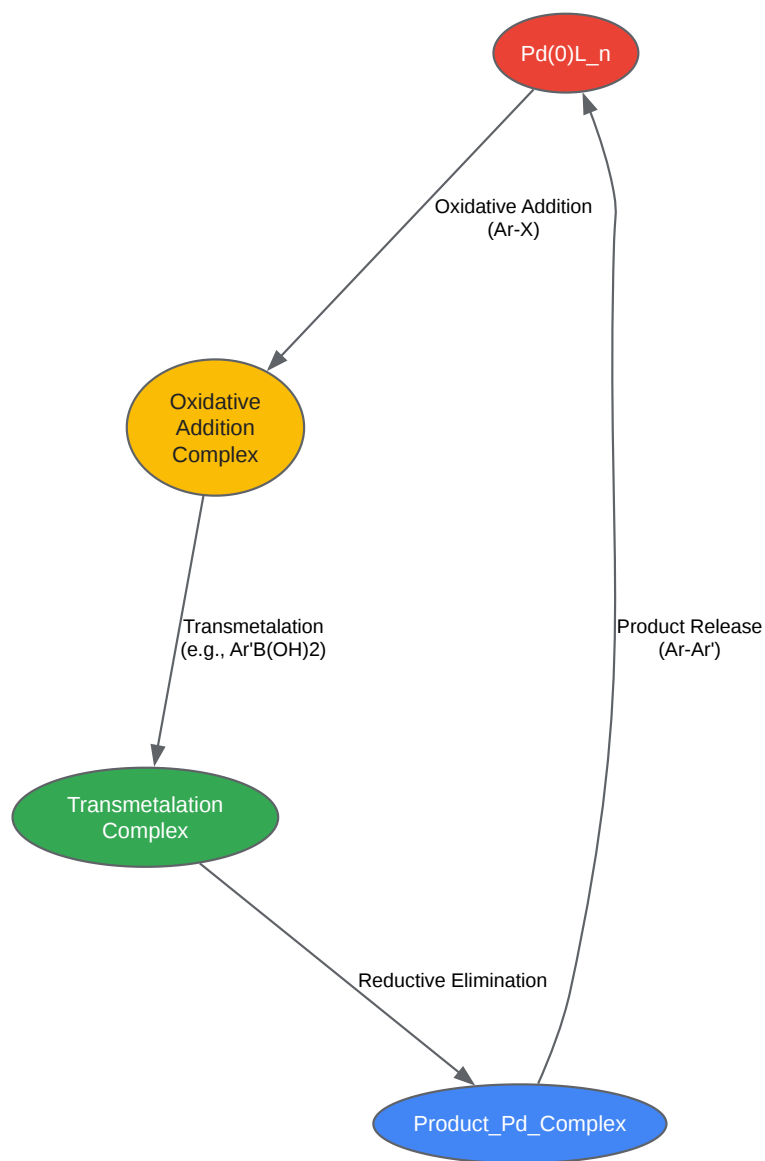 Pd(0)L_n
Oxidative Addition
(Ar-X)
Oxidative
Addition
Complex
Transmetalation
(e.g., Ar'B(OH)2)
Product Release
(Ar-Ar')
Transmetalation
Complex
Reductive Elimination
Product_Pd_Complex